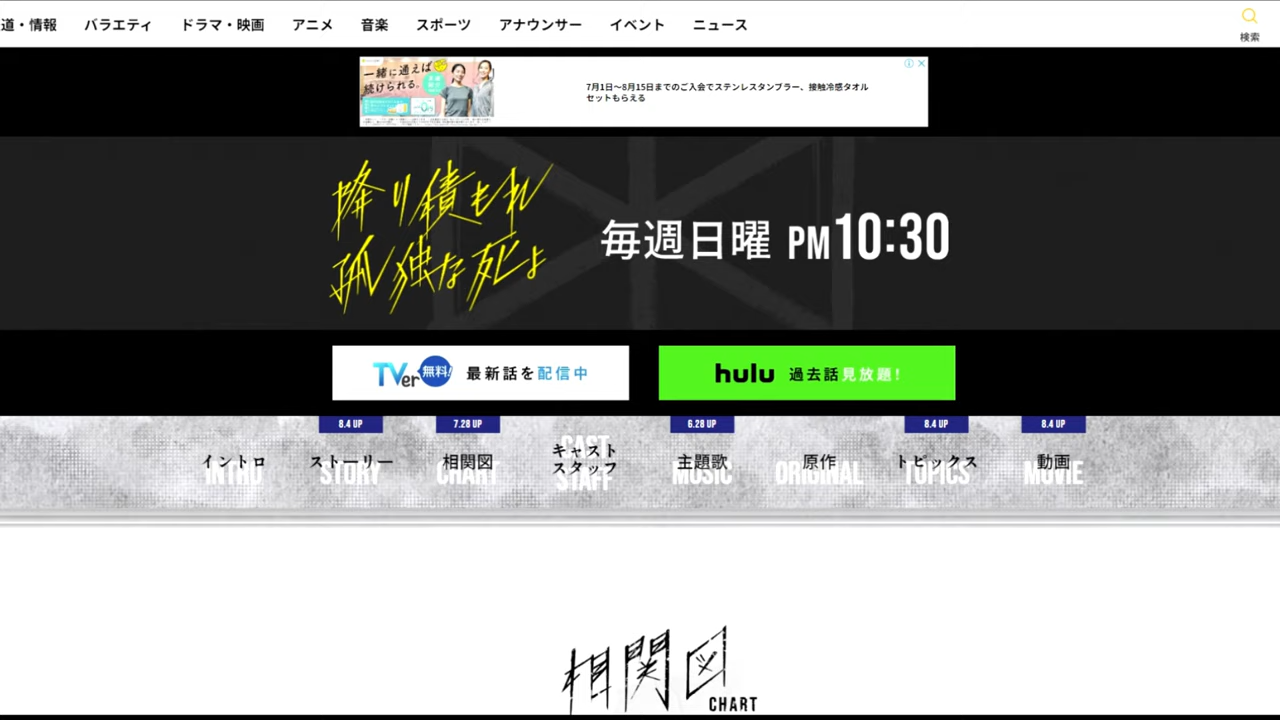 道・情報 バラエティ ドラマ・映画 アニメ 音楽 スポーツ アナウンサー イベント ニュース
検索
一緒に通えば
続けられる。
7月1日〜8月15日までのご入会でステンレスタンブラー、接触冷感タオル
セットもらえる
降り積もれ
孤独な死よ
毎週日曜 PM10:30
TVer 無料! 最新話を配信中
hulu 過去話見放題!
8.4 UP 7.28 UP 6.28 UP 8.4 UP 8.4 UP
イントロ ストーリー 相関図 キャスト スタッフ 主題歌 原作 トピックス 動画
INTRO STORY CHART CAST STAFF MUSIC ORIGINAL TOPICS MOVIE
相関図
CHART